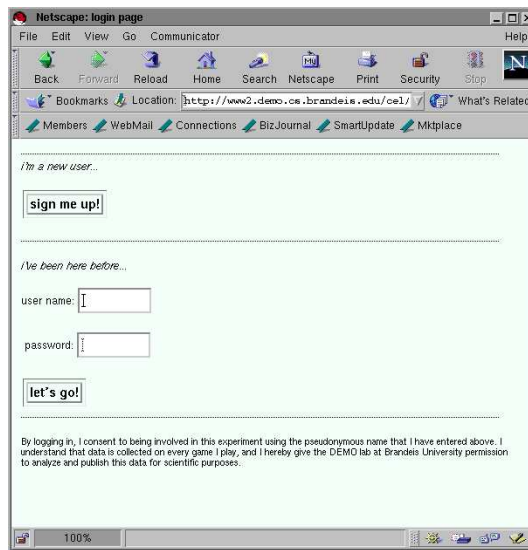 Netscape: login page
File Edit View Go Communicator Help
Back Forward Reload Home Search Netscape Print Security Stop N
Bookmarks Location: http://www2.demo.cs.brandeis.edu/cel/ What's Related
Members WebMail Connections BizJournal SmartUpdate Mktplace
i'm a new user...
sign me up!
i've been here before...
user name:
password:
let's go!
By logging in, I consent to being involved in this experiment using the pseudonymous name that I have entered above. I
understand that data is collected on every game I play, and I hereby give the DEMO lab at Brandeis University permission
to analyze and publish this data for scientific purposes.
100%